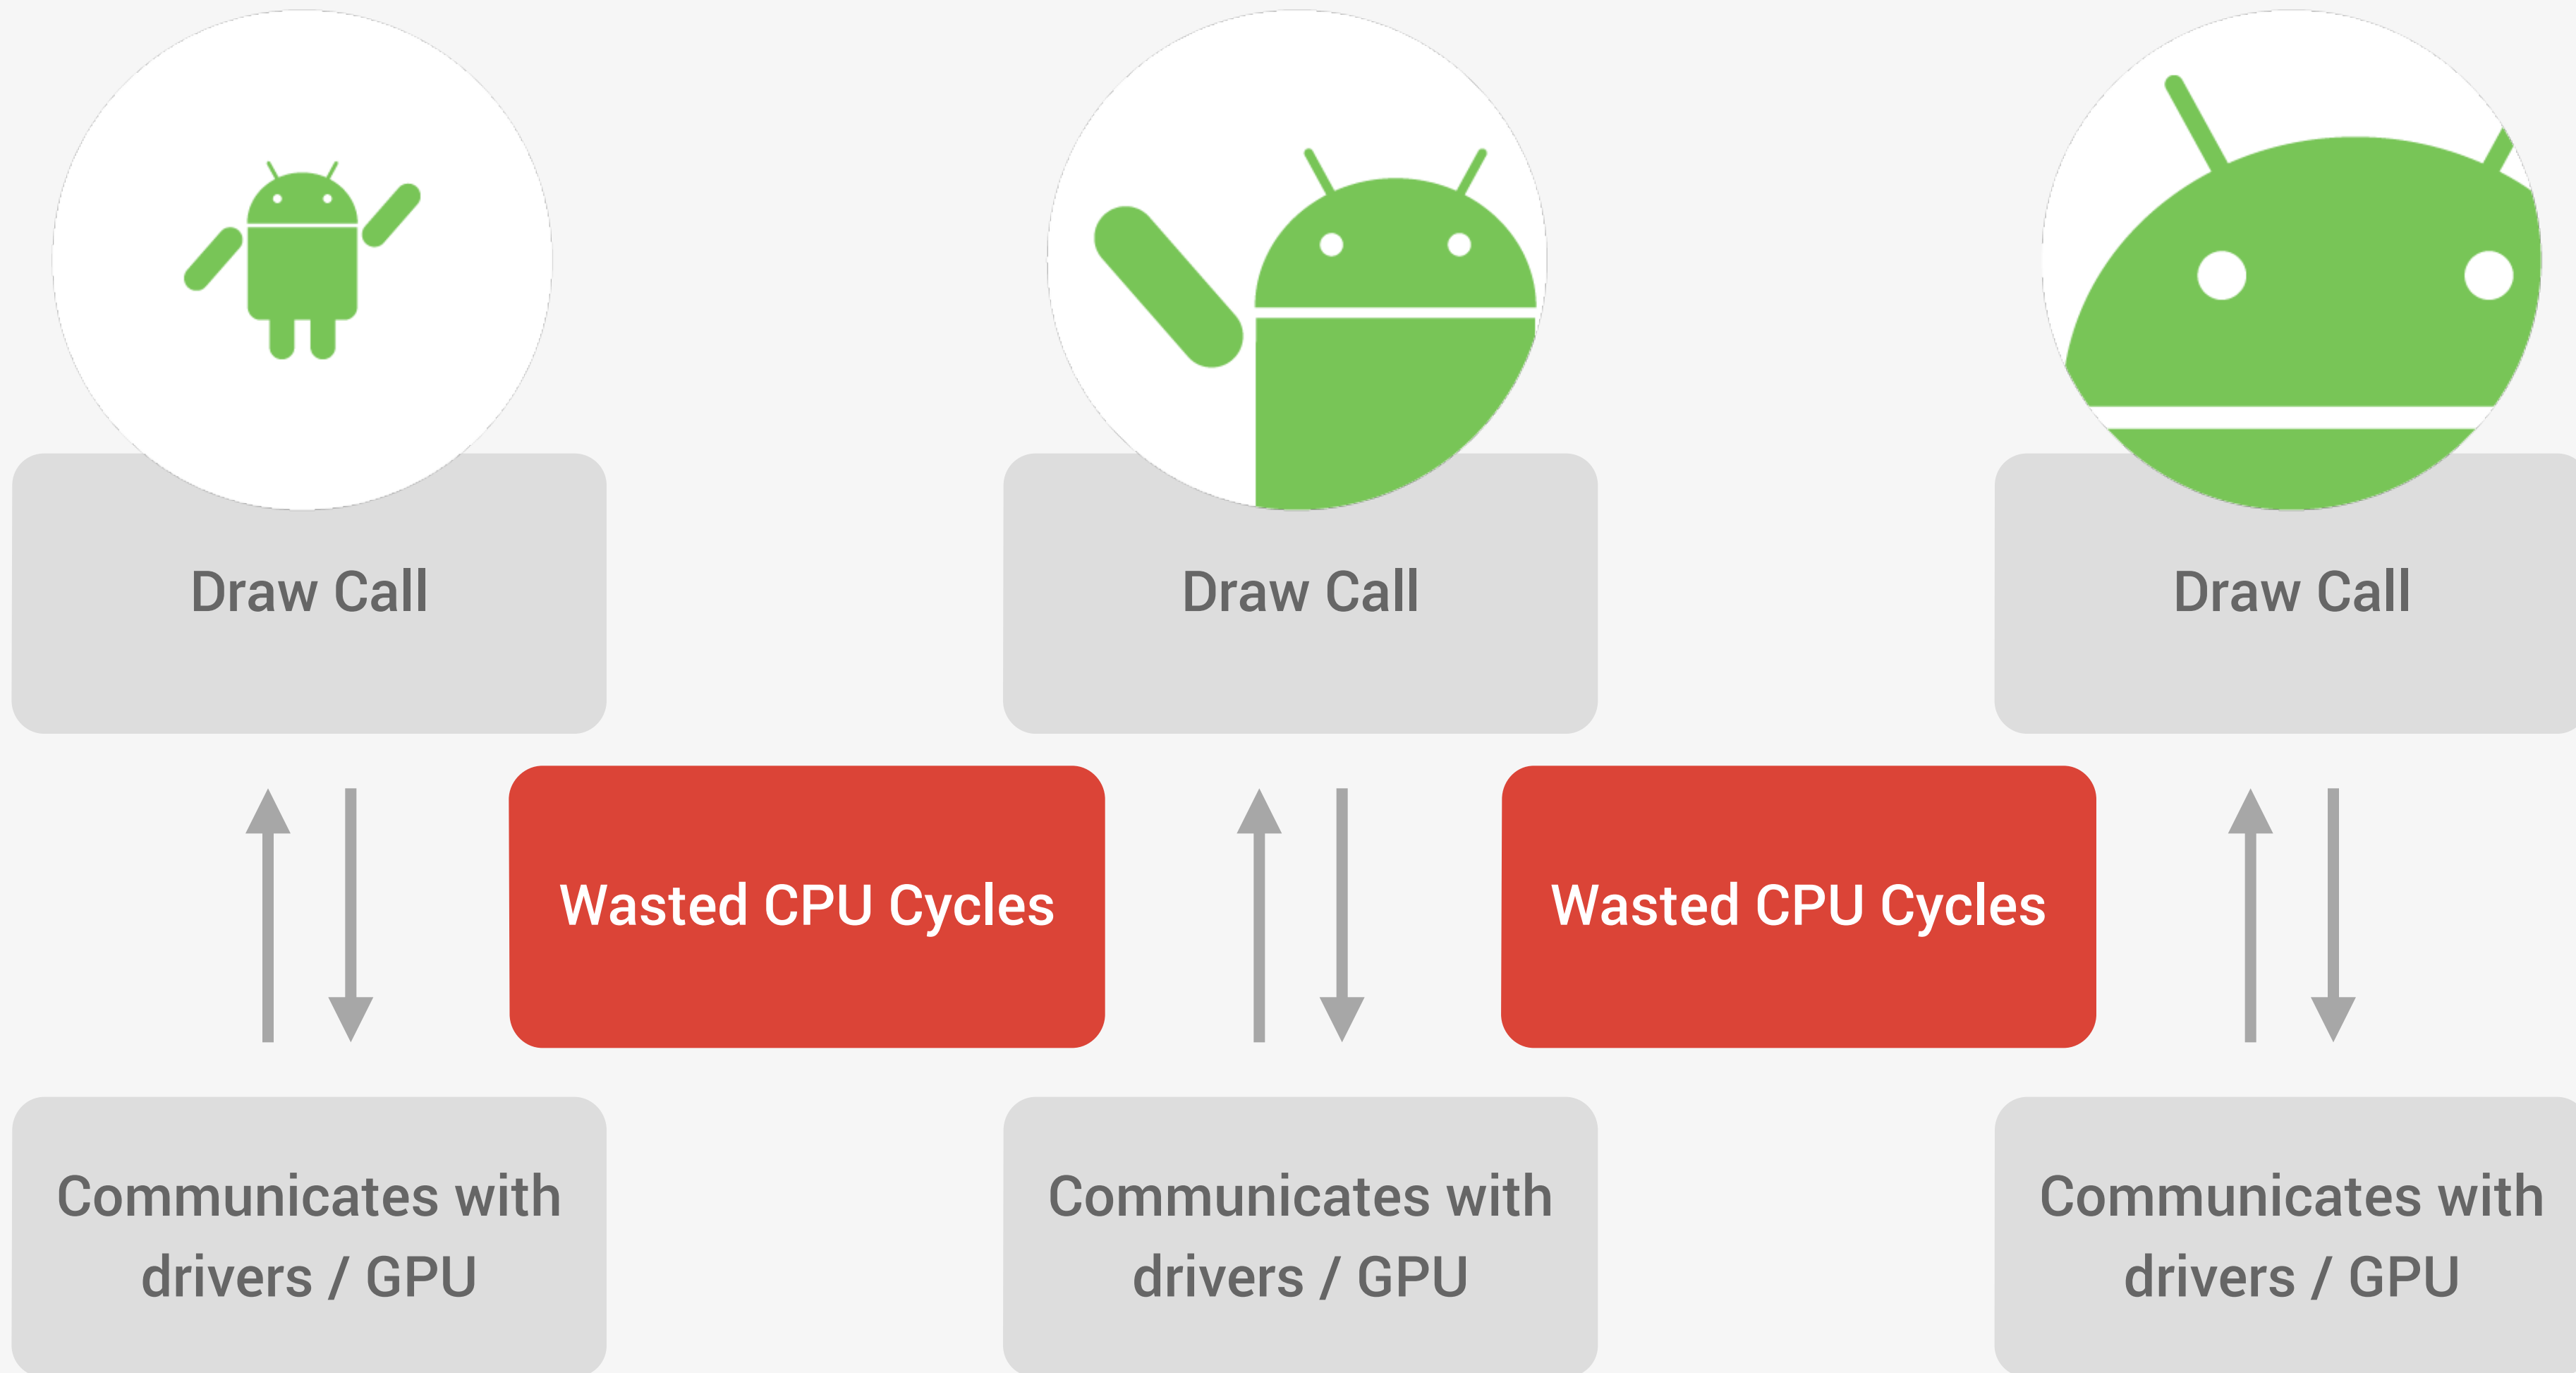 Draw Call
Draw Call
Draw Call
Wasted CPU Cycles
Wasted CPU Cycles
Communicates with
drivers / GPU
Communicates with
drivers / GPU
Communicates with
drivers / GPU